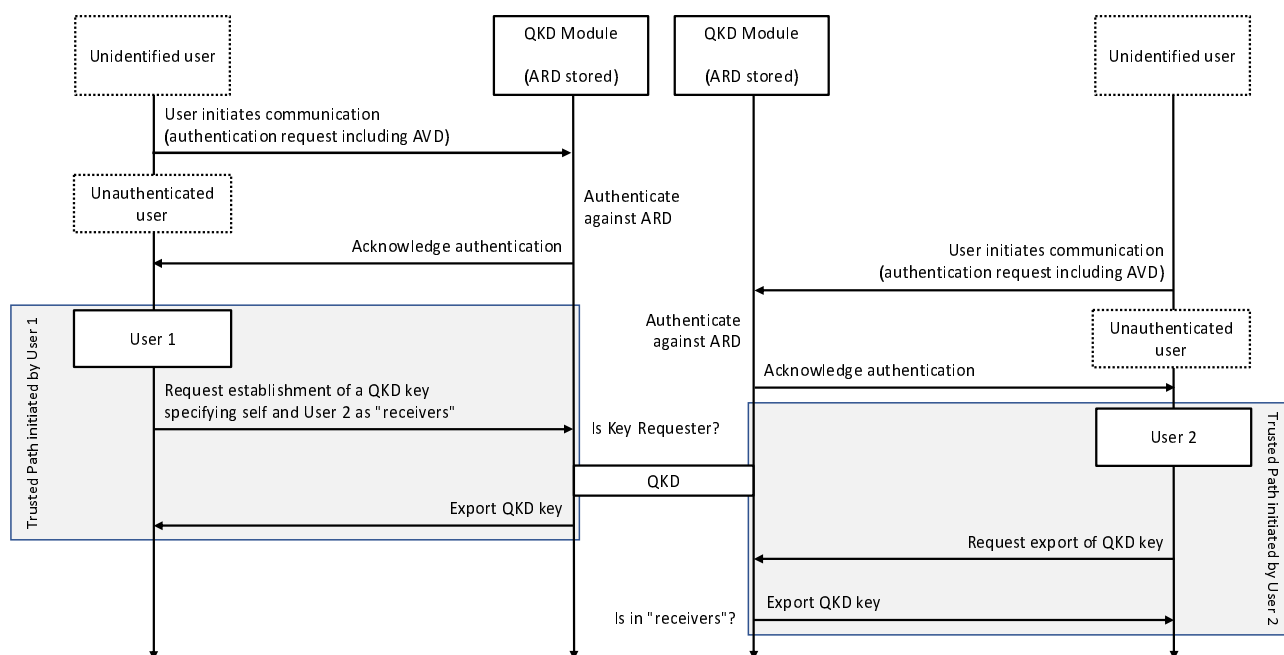 Unidentified user
QKD Module
(ARD stored)
QKD Module
(ARD stored)
Unidentified user
User initiates communication
(authentication request including AVD)
Unauthenticated
user
Authenticate
against ARD
Acknowledge authentication
User initiates communication
(authentication request including AVD)
Trusted Path initiated by User 1
User 1
Authenticate
against ARD
Unauthenticated
user
Acknowledge authentication
Request establishment of a QKD key
specifying self and User 2 as "receivers"
Is Key Requester?
User 2
Trusted Path initiated by User 2
QKD
Export QKD key
Request export of QKD key
Export QKD key
Is in "receivers"?